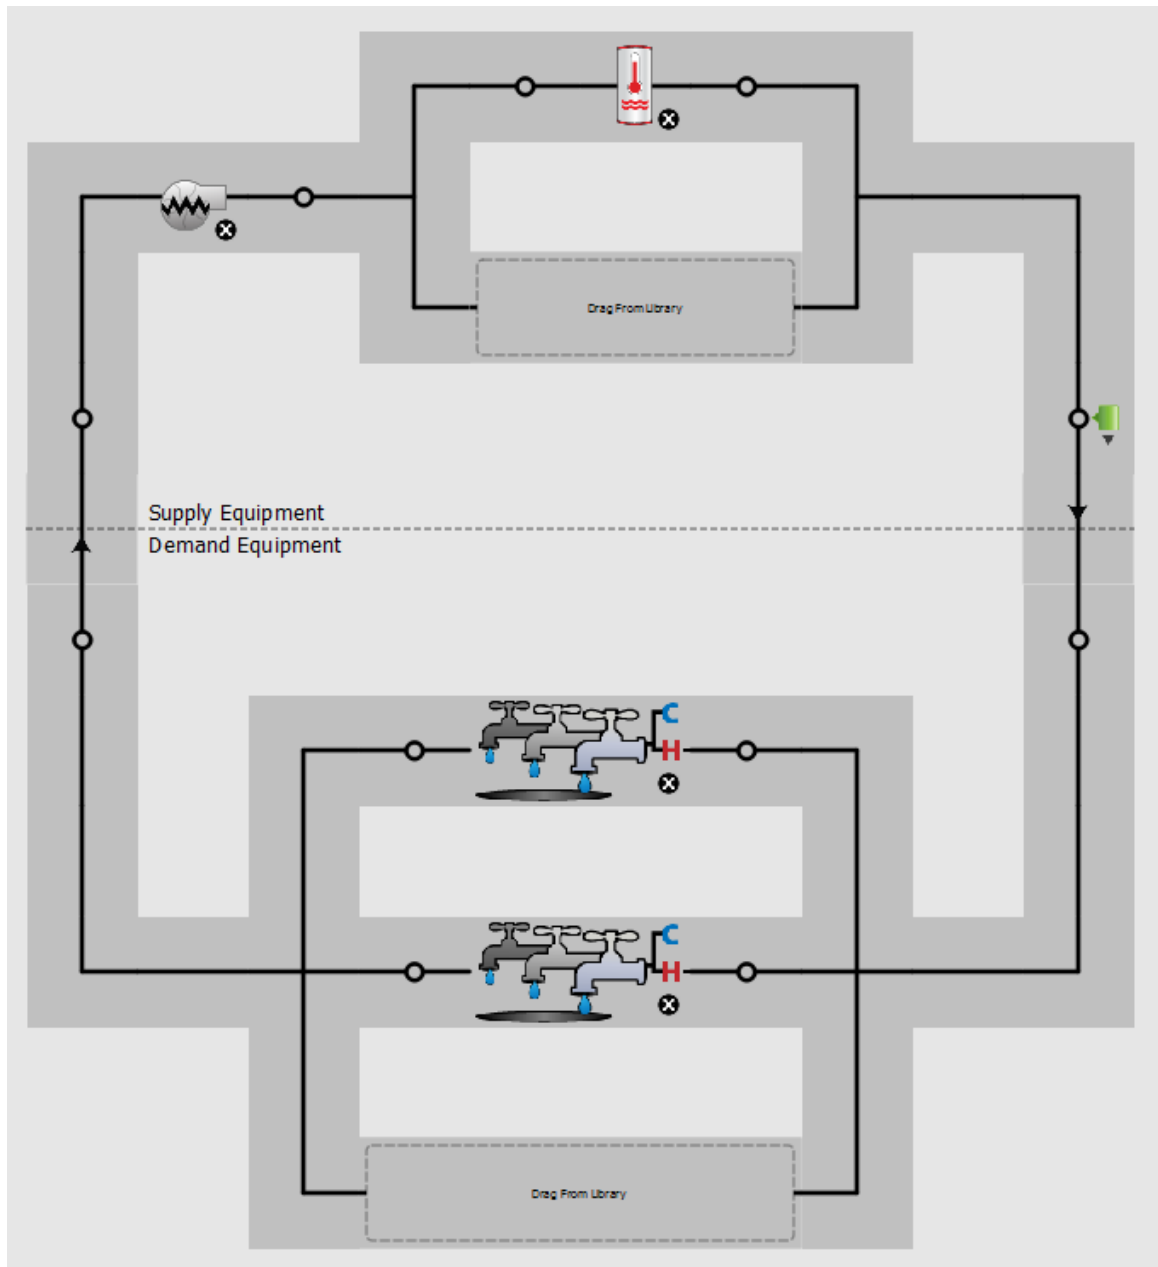 Drag From Library
Supply Equipment
Demand Equipment
C
H
C
H
Drag From Library